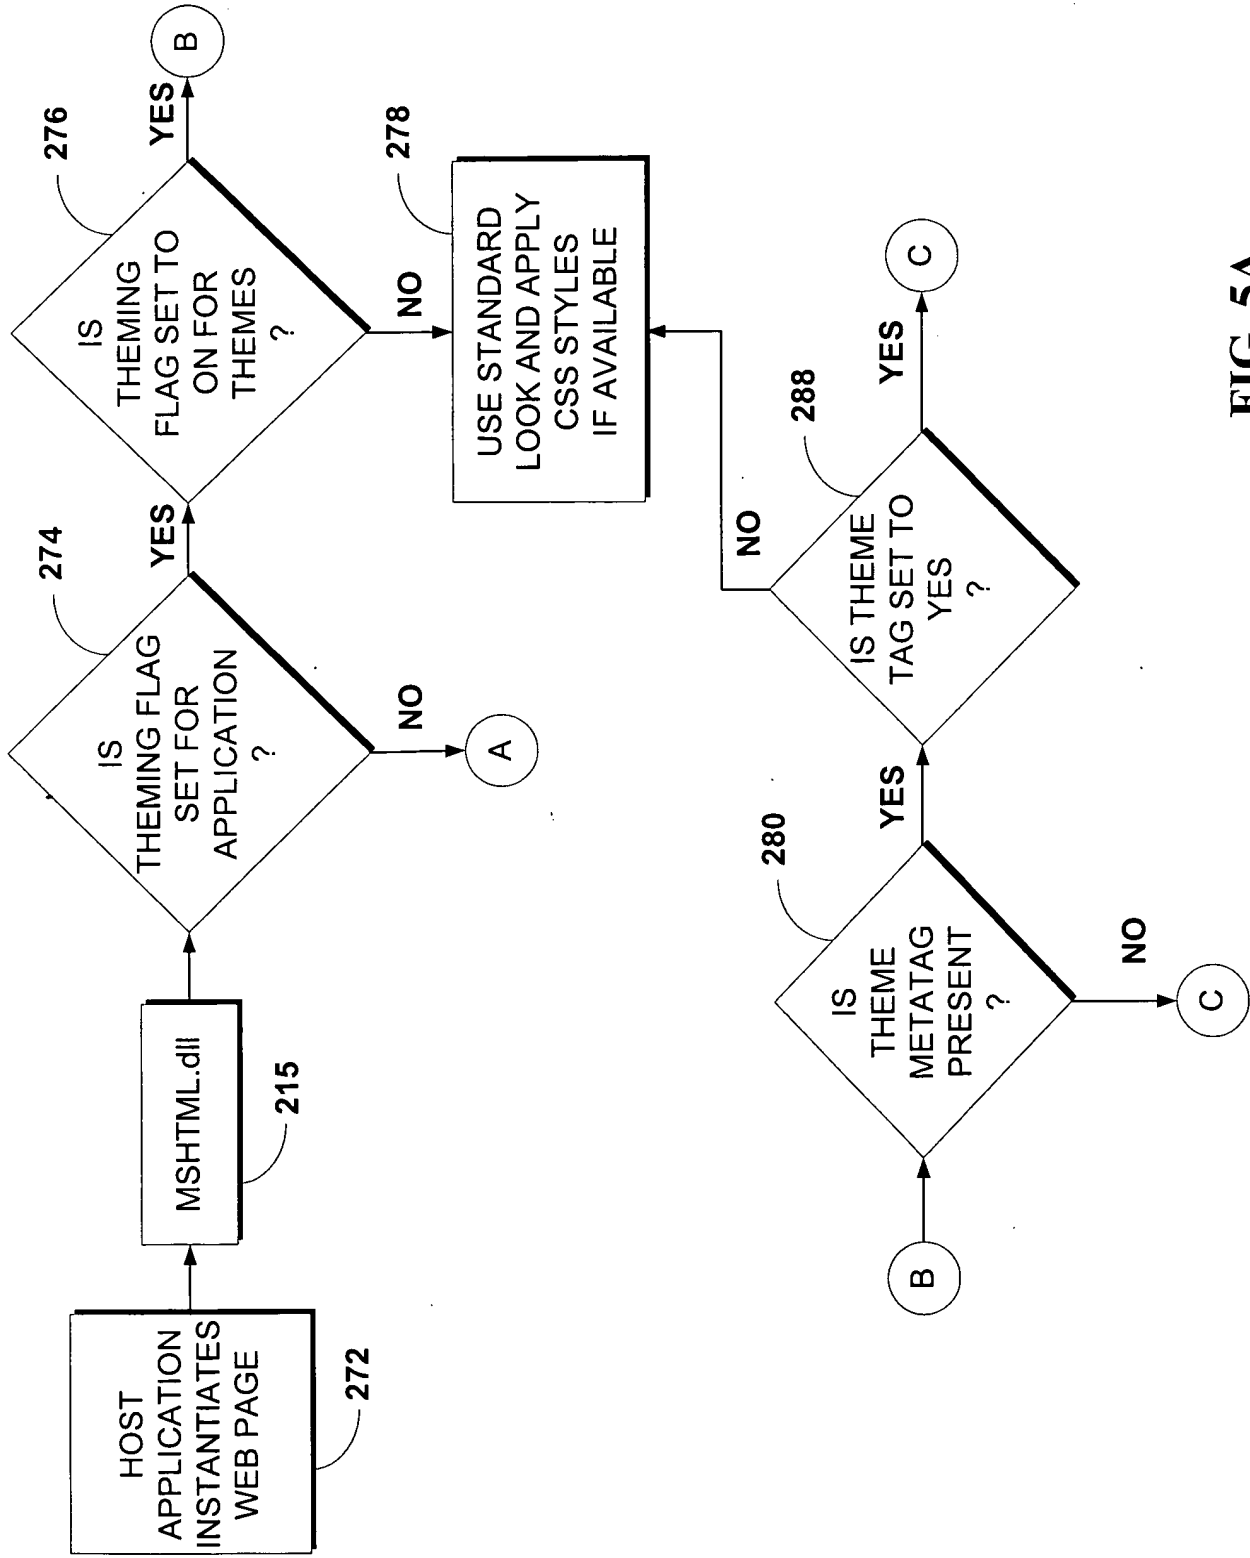 HOST
APPLICATION
INSTANTIATES
WEB PAGE
272
MSHTML.dll
215
IS
THEMING FLAG
SET FOR
APPLICATION
?
274
YES
NO
A
IS
THEMING
FLAG SET TO
ON FOR
THEMES
?
276
YES
B
NO
USE STANDARD
LOOK AND APPLY
CSS STYLES
IF AVAILABLE
278
B
IS
THEME
METATAG
PRESENT
?
280
YES
NO
C
IS THEME
TAG SET TO
YES
?
288
NO
YES
C
FIG. 5A